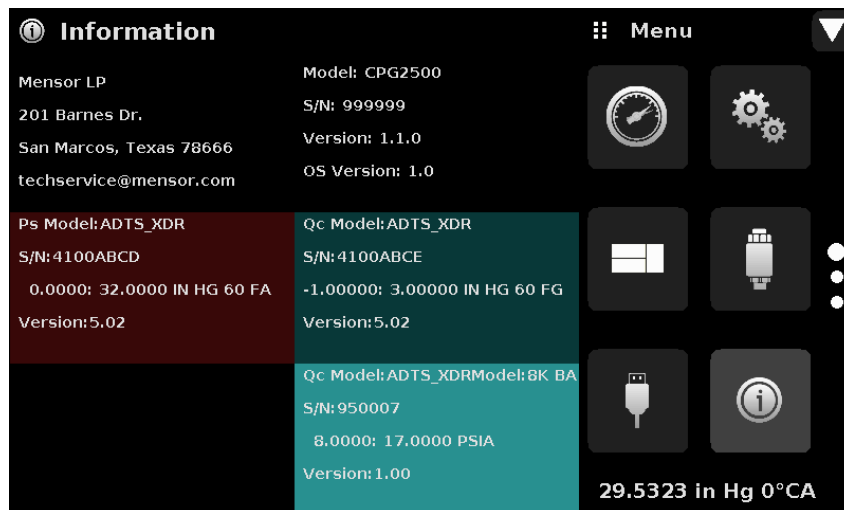 Information
Menu
Mensor LP
201 Barnes Dr.
San Marcos, Texas 78666
techservice@mensor.com
Model: CPG2500
S/N: 999999
Version: 1.1.0
OS Version: 1.0
Ps Model:ADTS_XDR
S/N:4100ABCD
0.0000: 32.0000 IN HG 60 FA
Version:5.02
Qc Model:ADTS_XDR
S/N:4100ABCE
-1.00000: 3.00000 IN HG 60 FG
Version:5.02
Qc Model:ADTS_XDRModel:8K BA
S/N:950007
8.0000: 17.0000 PSIA
Version:1.00
29.5323 in Hg 0°CA